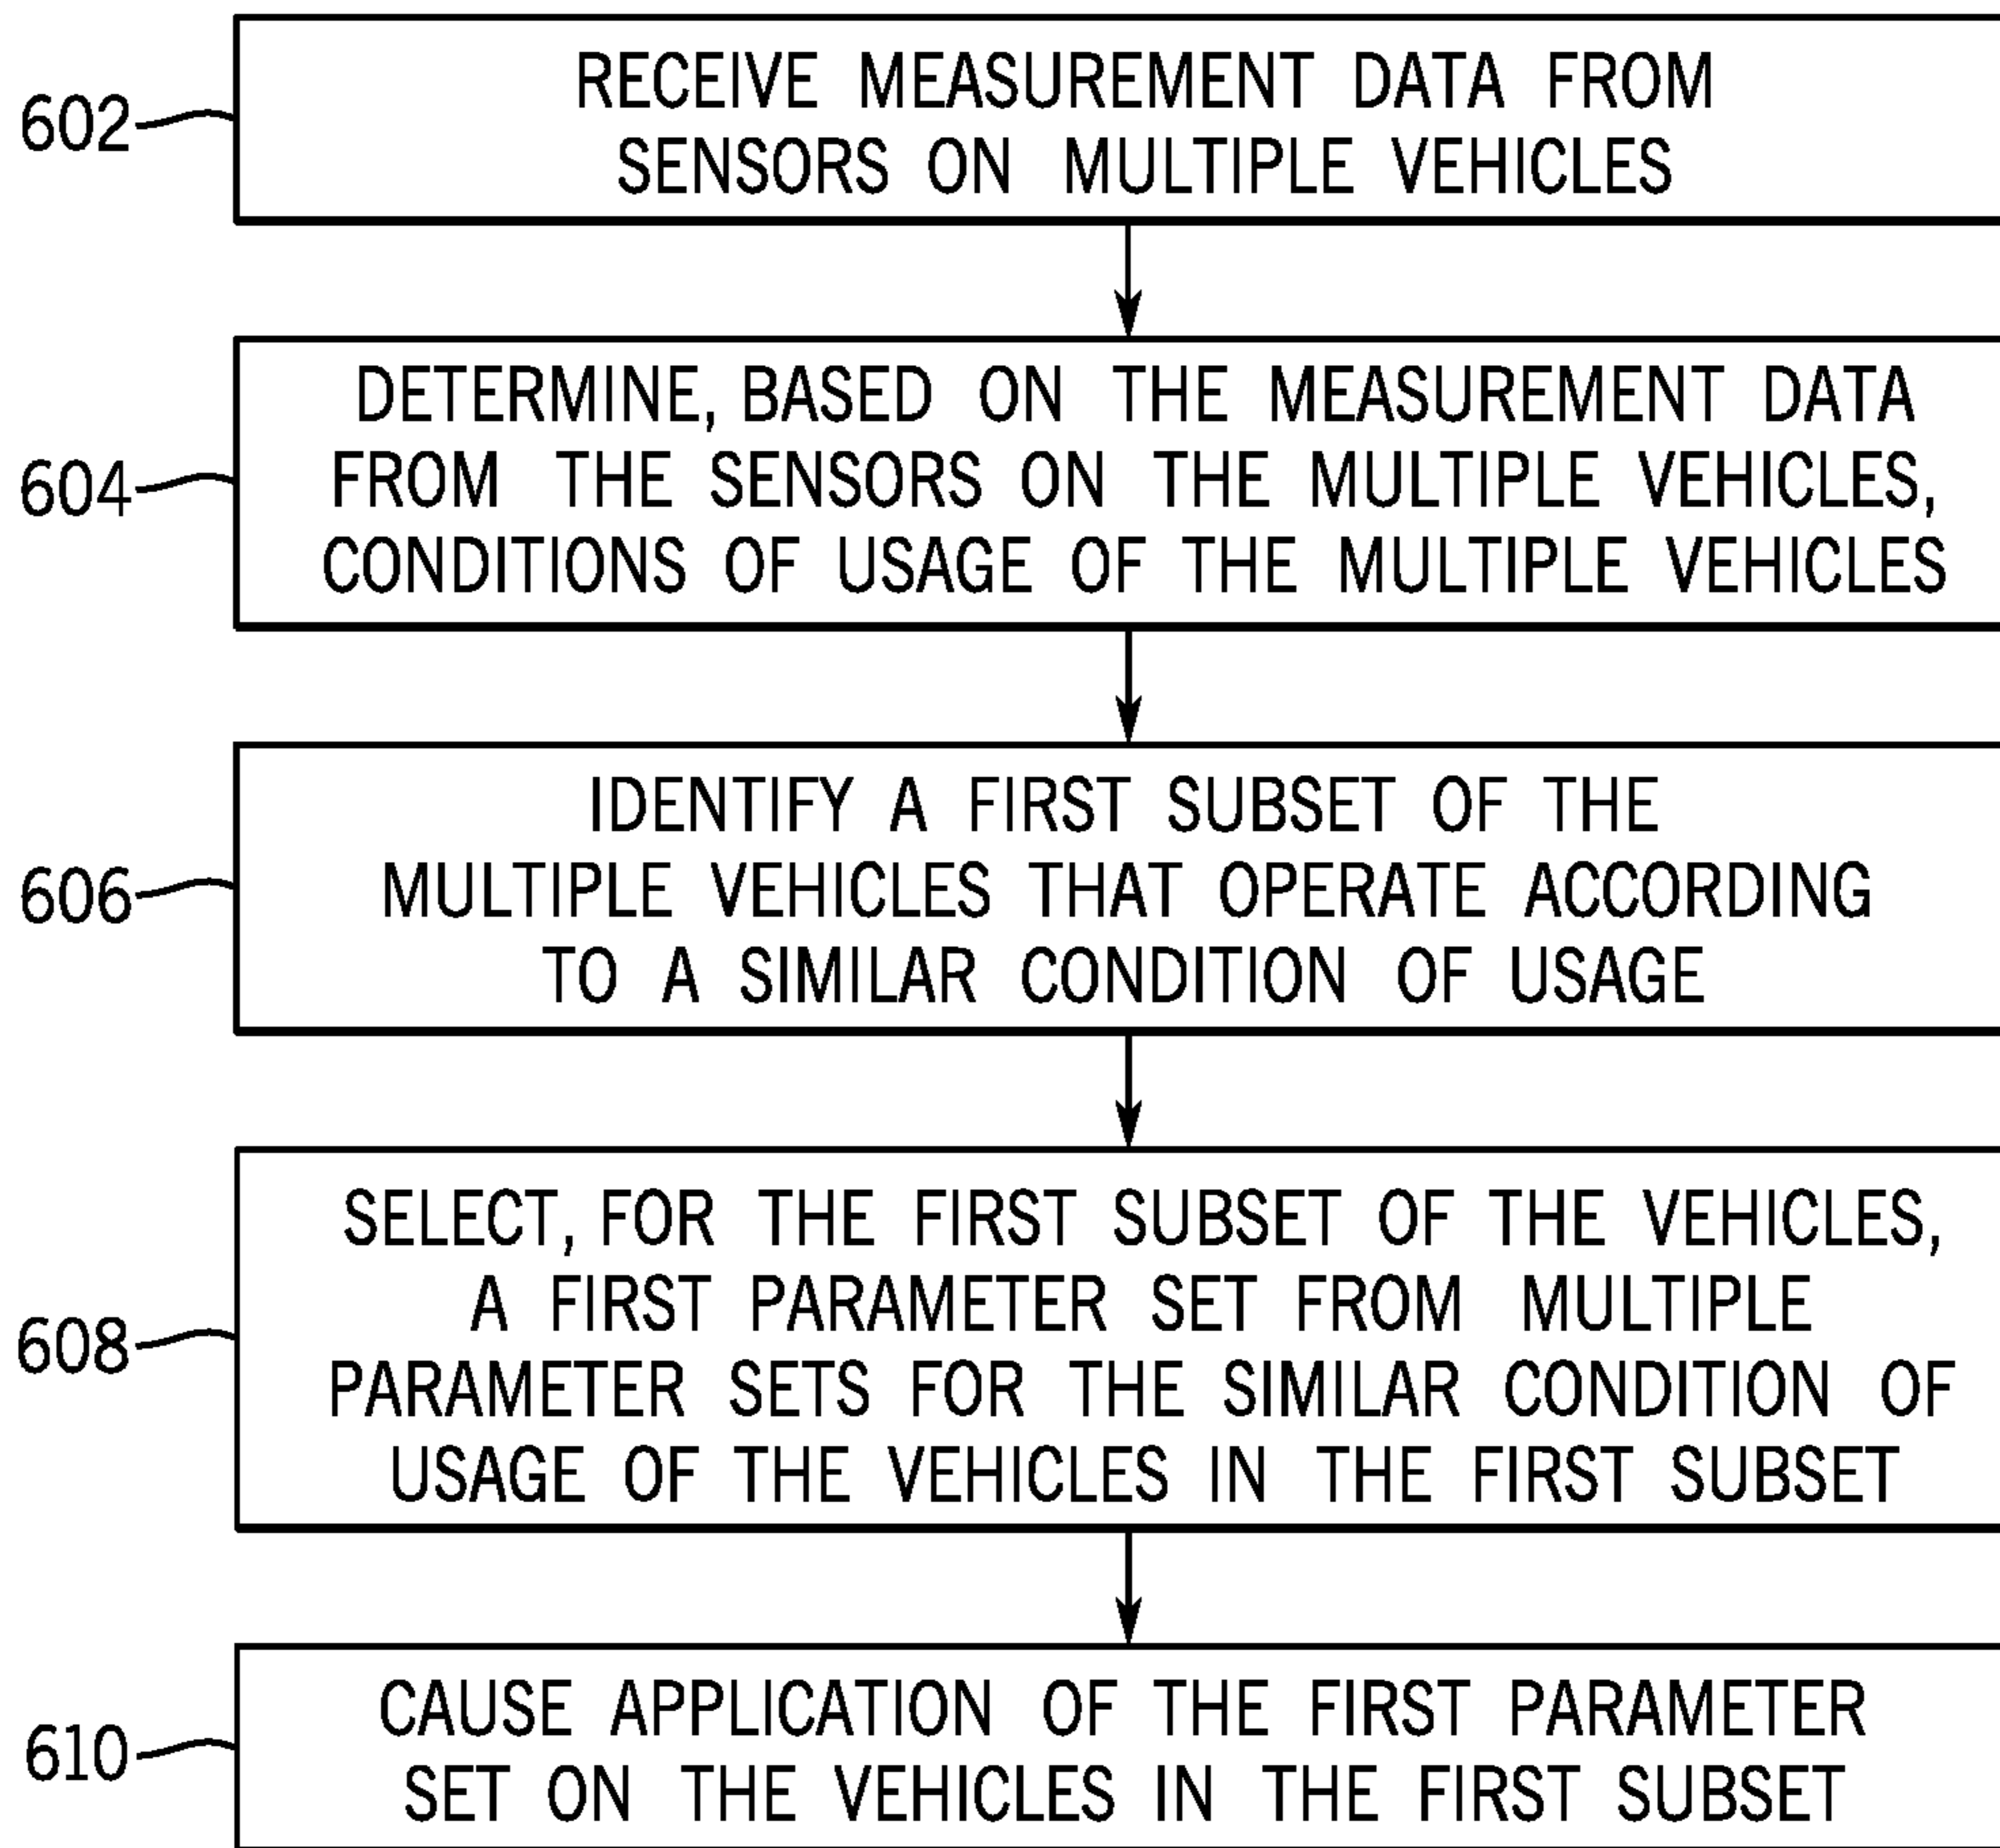 602
RECEIVE MEASUREMENT DATA FROM
SENSORS ON MULTIPLE VEHICLES
604
DETERMINE, BASED ON THE MEASUREMENT DATA
FROM THE SENSORS ON THE MULTIPLE VEHICLES,
CONDITIONS OF USAGE OF THE MULTIPLE VEHICLES
606
IDENTIFY A FIRST SUBSET OF THE
MULTIPLE VEHICLES THAT OPERATE ACCORDING
TO A SIMILAR CONDITION OF USAGE
608
SELECT, FOR THE FIRST SUBSET OF THE VEHICLES,
A FIRST PARAMETER SET FROM MULTIPLE
PARAMETER SETS FOR THE SIMILAR CONDITION OF
USAGE OF THE VEHICLES IN THE FIRST SUBSET
610
CAUSE APPLICATION OF THE FIRST PARAMETER
SET ON THE VEHICLES IN THE FIRST SUBSET